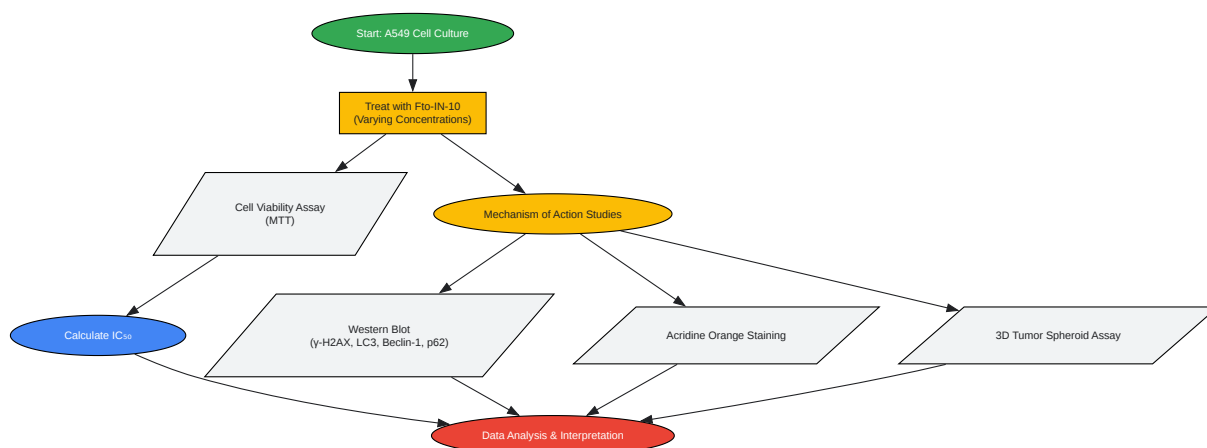 Start: A549 Cell Culture
Treat with Fto-IN-10
(Varying Concentrations)
Cell Viability Assay
(MTT)
Mechanism of Action Studies
Calculate IC₅₀
Western Blot
(γ-H2AX, LC3, Beclin-1, p62)
Acridine Orange Staining
3D Tumor Spheroid Assay
Data Analysis & Interpretation